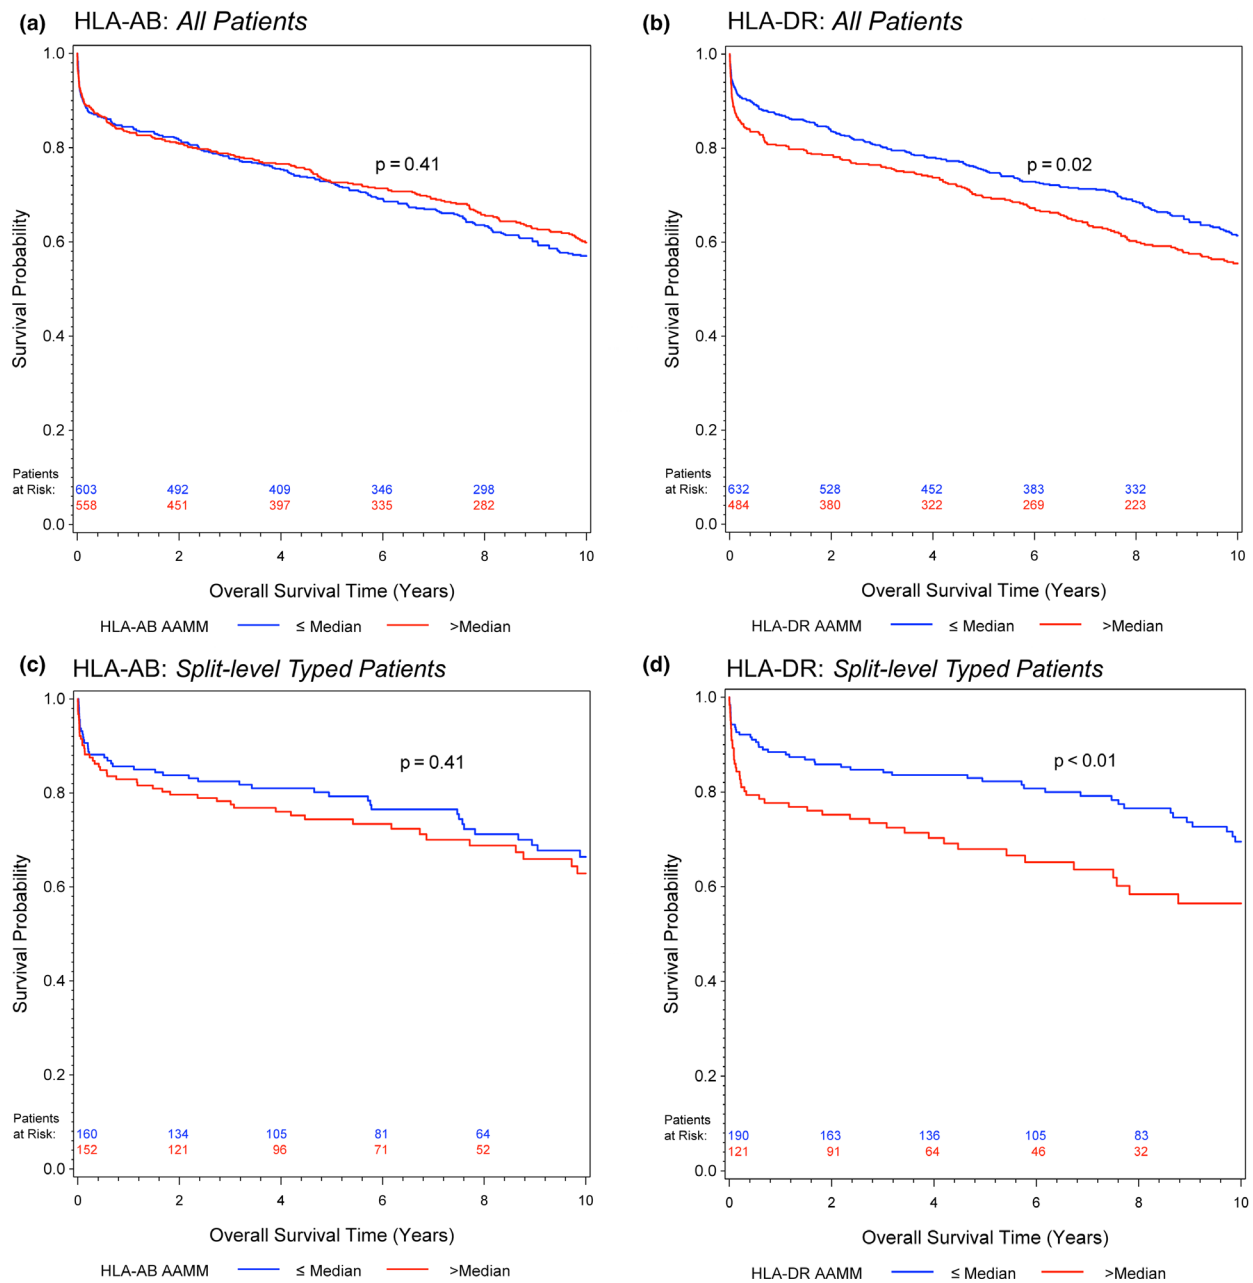 (a) HLA-AB: All Patients
1.0
0.8
0.6
0.4
0.2
0.0
Survival Probability
p = 0.41
Patients
at Risk:
603 492 409 346 298
558 451 397 335 282
0 2 4 6 8 10
Overall Survival Time (Years)
HLA-AB AAMM ≤ Median >Median
(b) HLA-DR: All Patients
1.0
0.8
0.6
0.4
0.2
0.0
Survival Probability
p = 0.02
Patients
at Risk:
632 528 452 383 332
484 380 322 269 223
0 2 4 6 8 10
Overall Survival Time (Years)
HLA-DR AAMM ≤ Median >Median
(c) HLA-AB: Split-level Typed Patients
1.0
0.8
0.6
0.4
0.2
0.0
Survival Probability
p = 0.41
Patients
at Risk:
160 134 105 81 64
152 121 96 71 52
0 2 4 6 8 10
Overall Survival Time (Years)
HLA-AB AAMM ≤ Median >Median
(d) HLA-DR: Split-level Typed Patients
1.0
0.8
0.6
0.4
0.2
0.0
Survival Probability
p < 0.01
Patients
at Risk:
190 163 136 105 83
121 91 64 46 32
0 2 4 6 8 10
Overall Survival Time (Years)
HLA-DR AAMM ≤ Median >Median